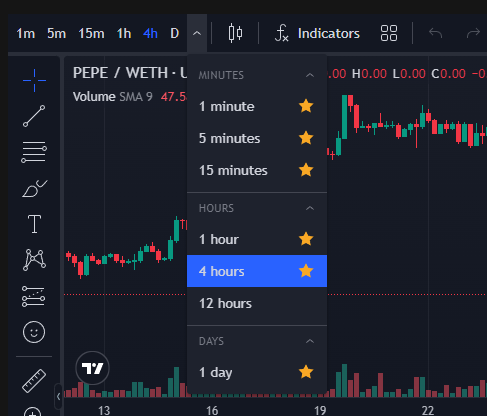 1m 5m 15m 1h 4h D Indicators
PEPE / WETH · U
.00 H0.00 L0.00 C0.00 -0.00
Volume SMA 9 47.5
MINUTES
1 minute
5 minutes
15 minutes
HOURS
1 hour
4 hours
12 hours
DAYS
1 day
13 16 19 22